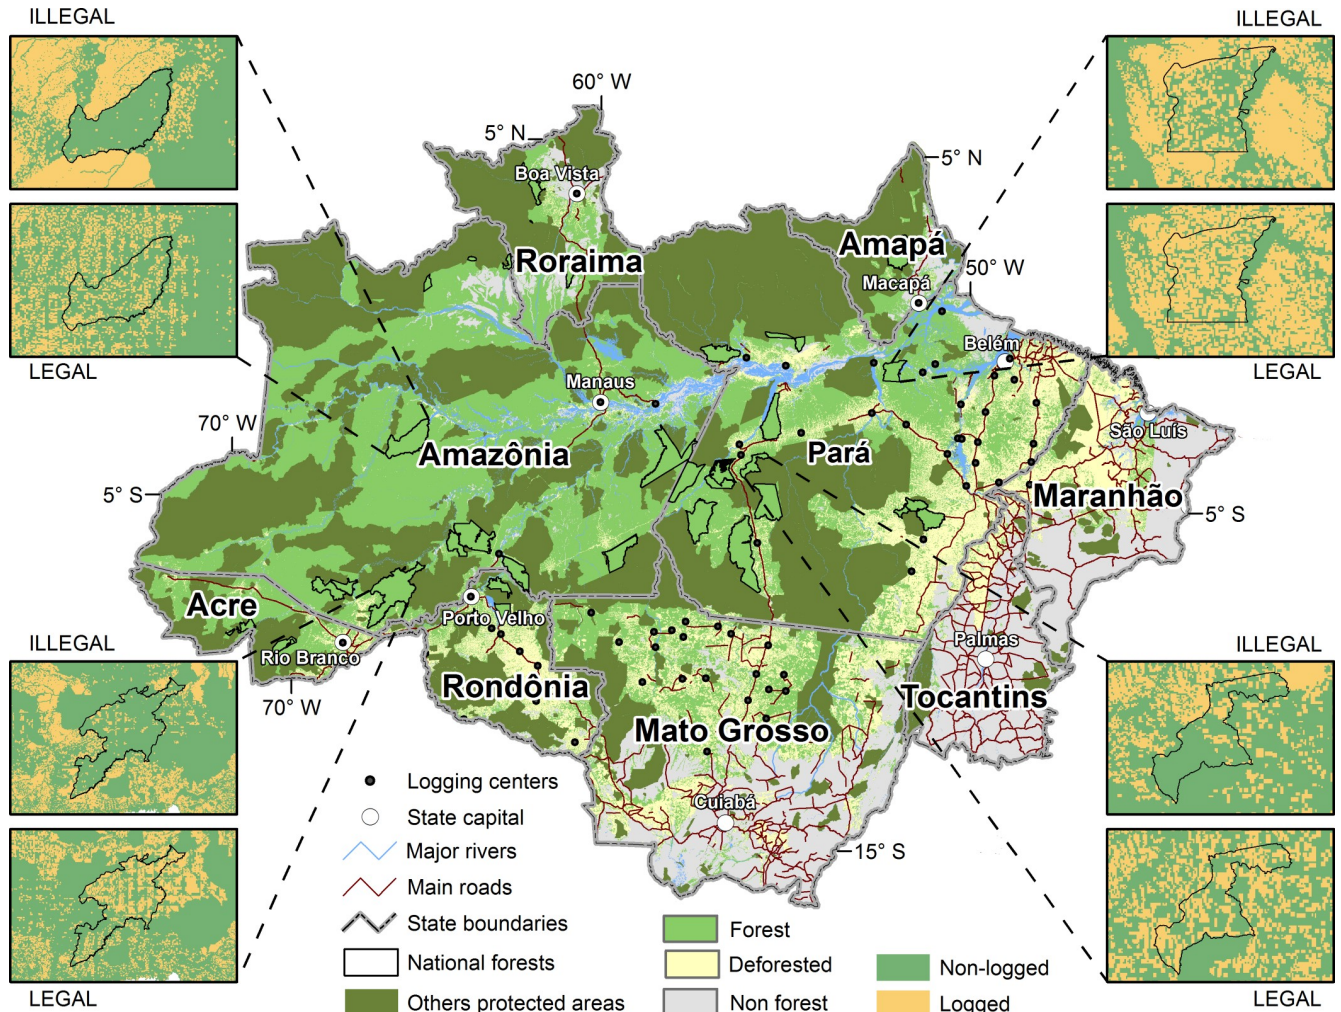 ILLEGAL
ILLEGAL
60° W
5° N
5° N
Boa Vista
Amapá
Roraima
50° W
Macapá
LEGAL
LEGAL
Belém
Manaus
70° W
São Luís
Amazônia
Pará
5° S
Maranhão
5° S
Acre
Porto Velho
ILLEGAL
Rio Branco
Palmas
ILLEGAL
Rondônia
70° W
Tocantins
Mato Grosso
Logging centers
Cuiabá
State capital
Major rivers
15° S
Main roads
State boundaries
Forest
National forests
Deforested
Non-logged
LEGAL
LEGAL
Others protected areas
Non forest
Logged